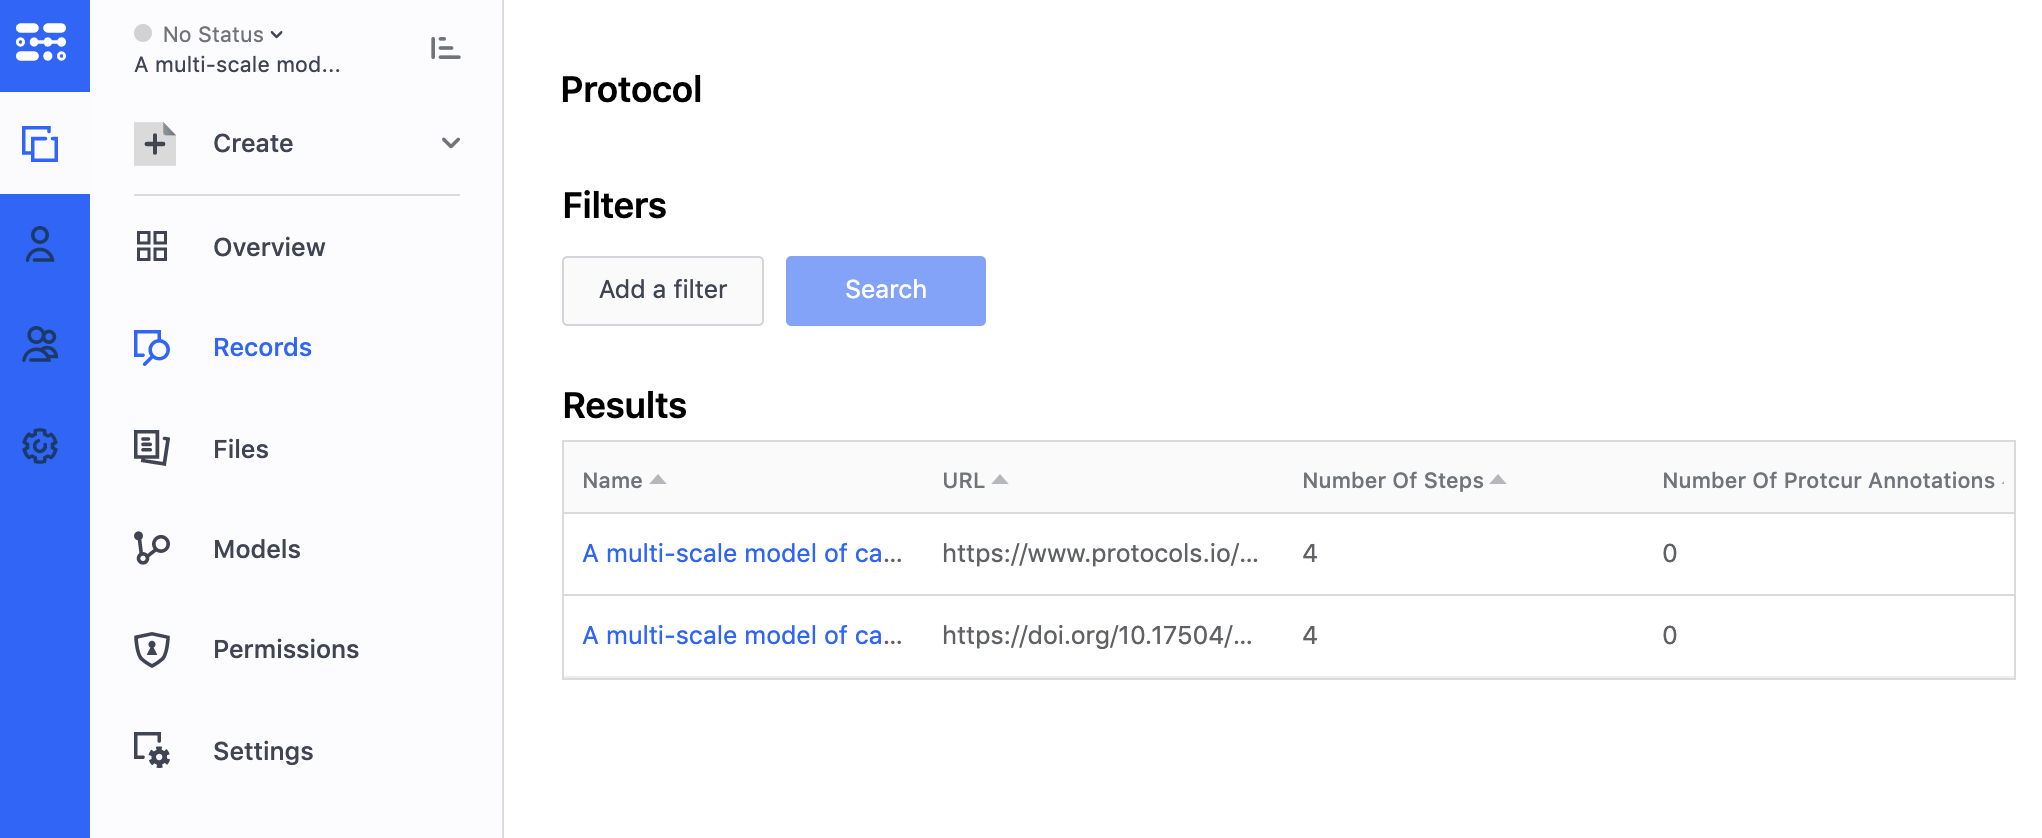 No Status
A multi-scale mod...
Create
Overview
Records
Files
Models
Permissions
Settings
Protocol
Filters
Add a filter
Search
Results
Name URL Number Of Steps Number Of Protcur Annotations
A multi-scale model of ca... https://www.protocols.io/... 4 0
A multi-scale model of ca... https://doi.org/10.17504/... 4 0